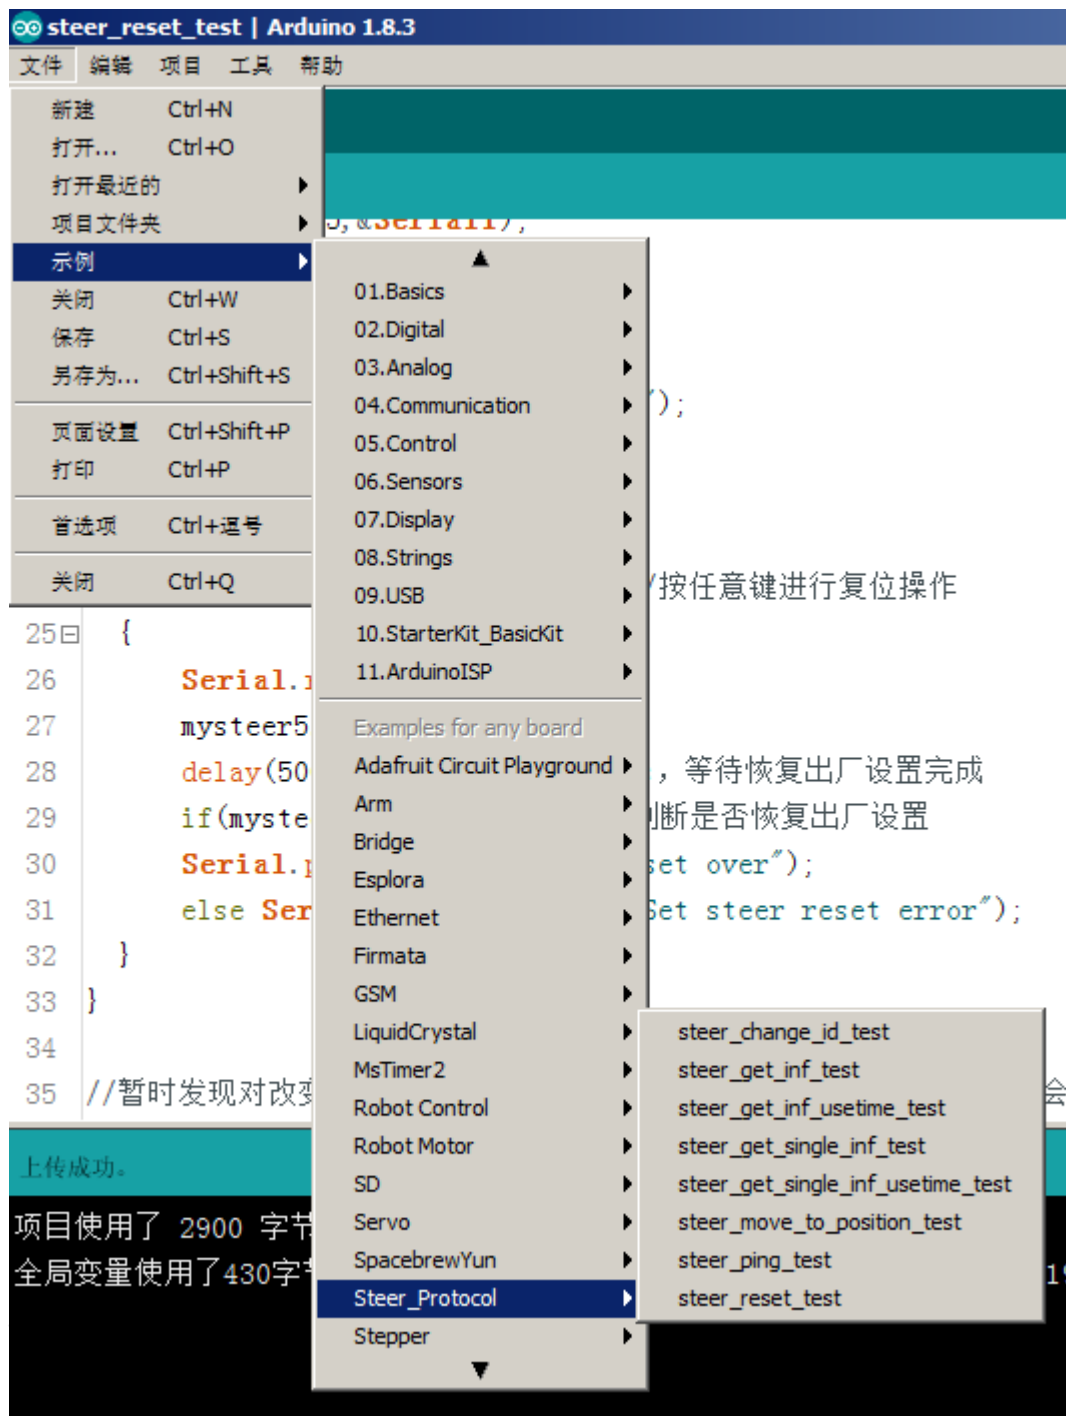 steer_reset_test | Arduino 1.8.3
文件 编辑 项目 工具 帮助
新建 Ctrl+N
打开... Ctrl+O
打开最近的
项目文件夹
示例
关闭 Ctrl+W
保存 Ctrl+S
另存为... Ctrl+Shift+S
页面设置 Ctrl+Shift+P
打印 Ctrl+P
首选项 Ctrl+逗号
关闭 Ctrl+Q
,&Serial1);
01.Basics
02.Digital
03.Analog
04.Communication
05.Control
06.Sensors
07.Display
08.Strings
09.USB
10.StarterKit_BasicKit
11.ArduinoISP
Examples for any board
Adafruit Circuit Playground
Arm
Bridge
Esplora
Ethernet
Firmata
GSM
LiquidCrystal
MsTimer2
Robot Control
Robot Motor
SD
Servo
SpacebrewYun
Steer_Protocol
Stepper
steer_change_id_test
steer_get_inf_test
steer_get_inf_usetime_test
steer_get_single_inf_test
steer_get_single_inf_usetime_test
steer_move_to_position_test
steer_ping_test
steer_reset_test
");
/按任意键进行复位操作
25 {
26 Serial.
27 mysteer5
28 delay(50 , 等待恢复出厂设置完成
29 if(myste 断是否恢复出厂设置
30 Serial.p set over");
31 else Ser Set steer reset error");
32 }
33 }
34
35 //暂时发现对改变 会
上传成功。
项目使用了 2900 字节
全局变量使用了430字节 19